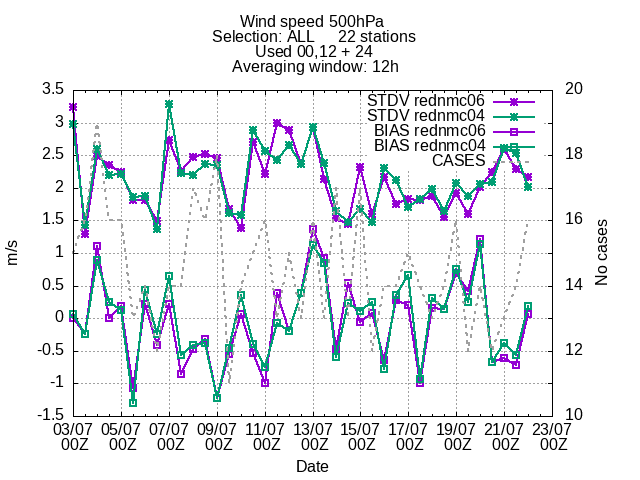 Wind speed 500hPa
Selection: ALL 22 stations
Used 00,12 + 24
Averaging window: 12h
3.5
3
2.5
2
1.5
1
0.5
0
-0.5
-1
-1.5
m/s
20
18
16
14
12
10
No cases
STDV rednmc06
STDV rednmc04
BIAS rednmc06
BIAS rednmc04
CASES
03/07 05/07 07/07 09/07 11/07 13/07 15/07 17/07 19/07 21/07 23/07
00Z 00Z 00Z 00Z 00Z 00Z 00Z 00Z 00Z 00Z 00Z
Date